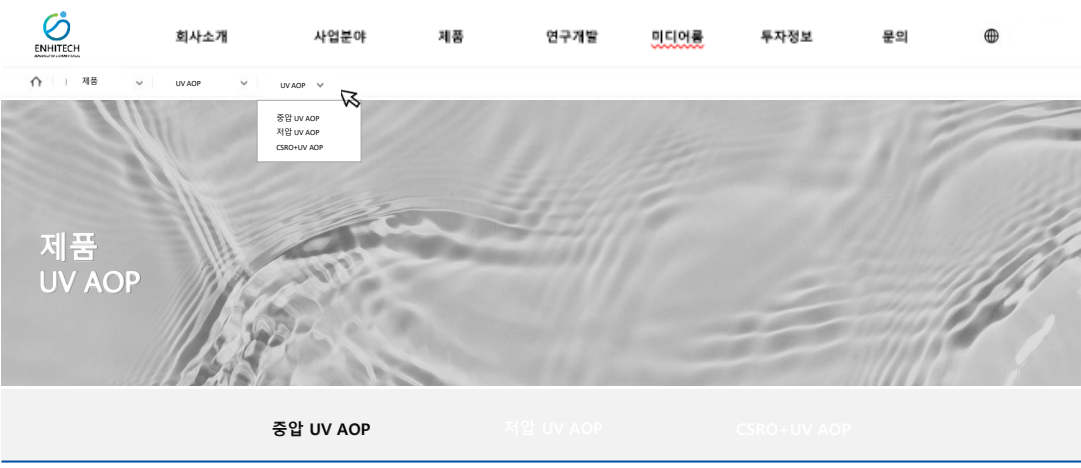 ENHITECH
회사소개 사업분야 제품 연구개발 미디어룸 투자정보 문의
제품 UV AOP UV AOP
중압 UV AOP
저압 UV AOP
CSRO+UV AOP
제품
UV AOP
중압 UV AOP 저압 UV AOP CSRO+UV AOP